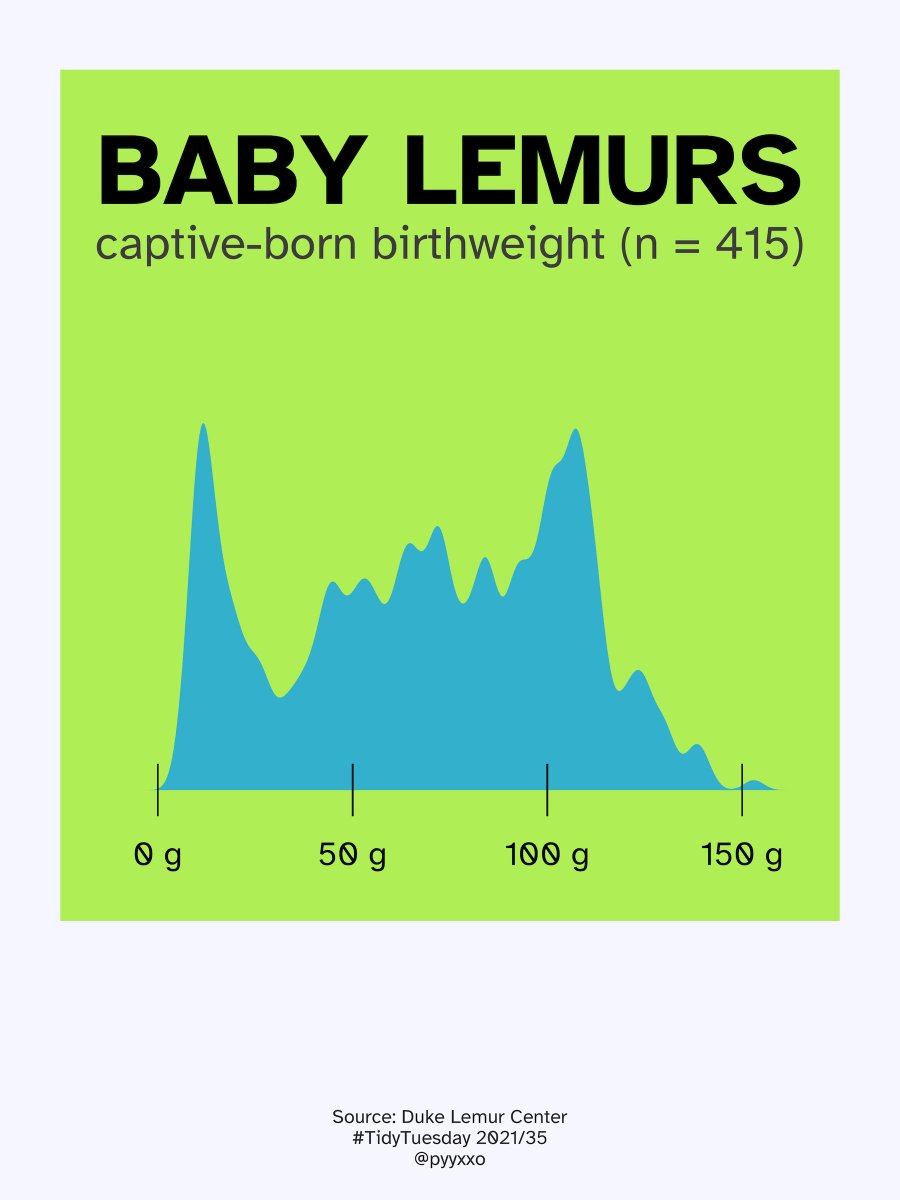 BABY LEMURS
captive-born birthweight (n = 415)
0 g 50 g 100 g 150 g
Source: Duke Lemur Center
#TidyTuesday 2021/35
@pyyxxo